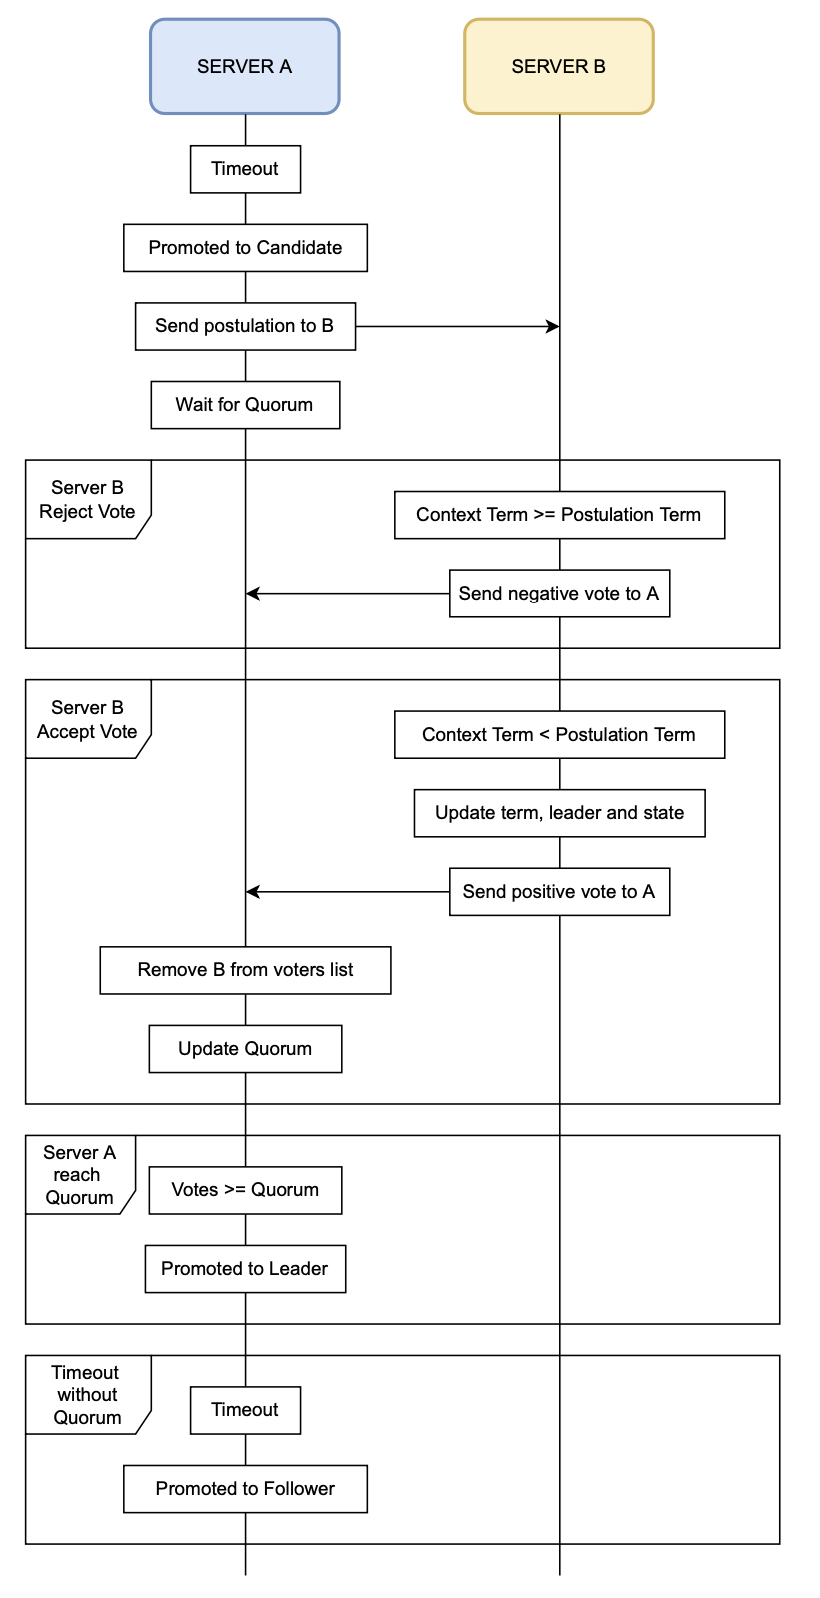 SERVER A
SERVER B
Timeout
Promoted to Candidate
Send postulation to B
Wait for Quorum
Server B
Reject Vote
Context Term >= Postulation Term
Send negative vote to A
Server B
Accept Vote
Context Term < Postulation Term
Update term, leader and state
Send positive vote to A
Remove B from voters list
Update Quorum
Server A
reach
Quorum
Votes >= Quorum
Promoted to Leader
Timeout
without
Quorum
Timeout
Promoted to Follower